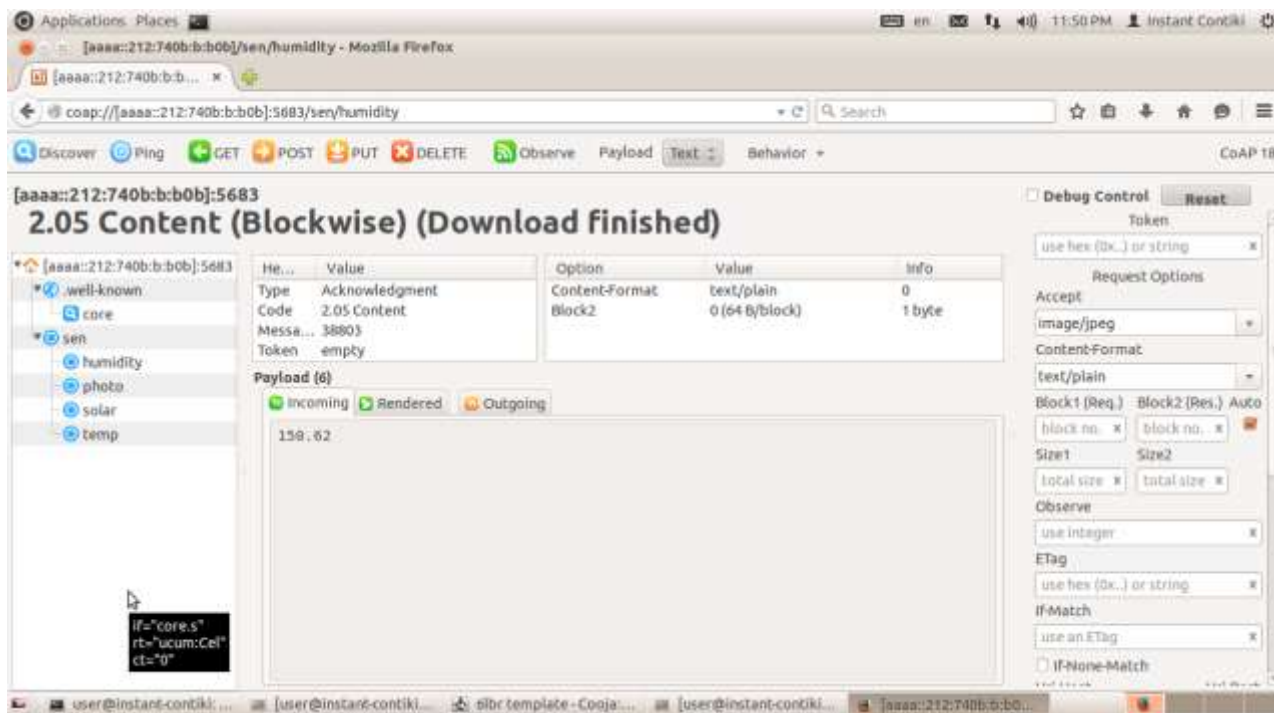 Applications Places en 11:50 PM Instant Contiki
[aaaa::212:740b:b:b0b]/sen/humidity - Mozilla Firefox
[aaaa::212:740b:b:b...
coap://[aaaa::212:740b:b:b0b]:5683/sen/humidity Search
Discover Ping GET POST PUT DELETE Observe Payload Text Behavior CoAP 18
[aaaa::212:740b:b:b0b]:5683
2.05 Content (Blockwise) (Download finished)
[aaaa::212:740b:b:b0b]:5683
.well-known
core
sen
humidity
photo
solar
temp
if="core.s"
rt="ucum:Cel"
ct="0"
He... Value
Type Acknowledgment
Code 2.05 Content
Messa... 38803
Token empty
Option Value Info
Content-Format text/plain 0
Block2 0 (64 B/block) 1 byte
Payload (6)
Incoming Rendered Outgoing
150.62
Debug Control Reset
Token
use hex (0x..) or string
Request Options
Accept
image/jpeg
Content-Format
text/plain
Block1 (Req.) Block2 (Res.) Auto
block no. block no.
Size1 Size2
total size total size
Observe
use integer
ETag
use hex (0x..) or string
If-Match
use an ETag
If-None-Match
user@instant-contiki: ... [user@instant-contiki... slbr template - Cooja:... [user@instant-contiki... [aaaa::212:740b:b:b0...